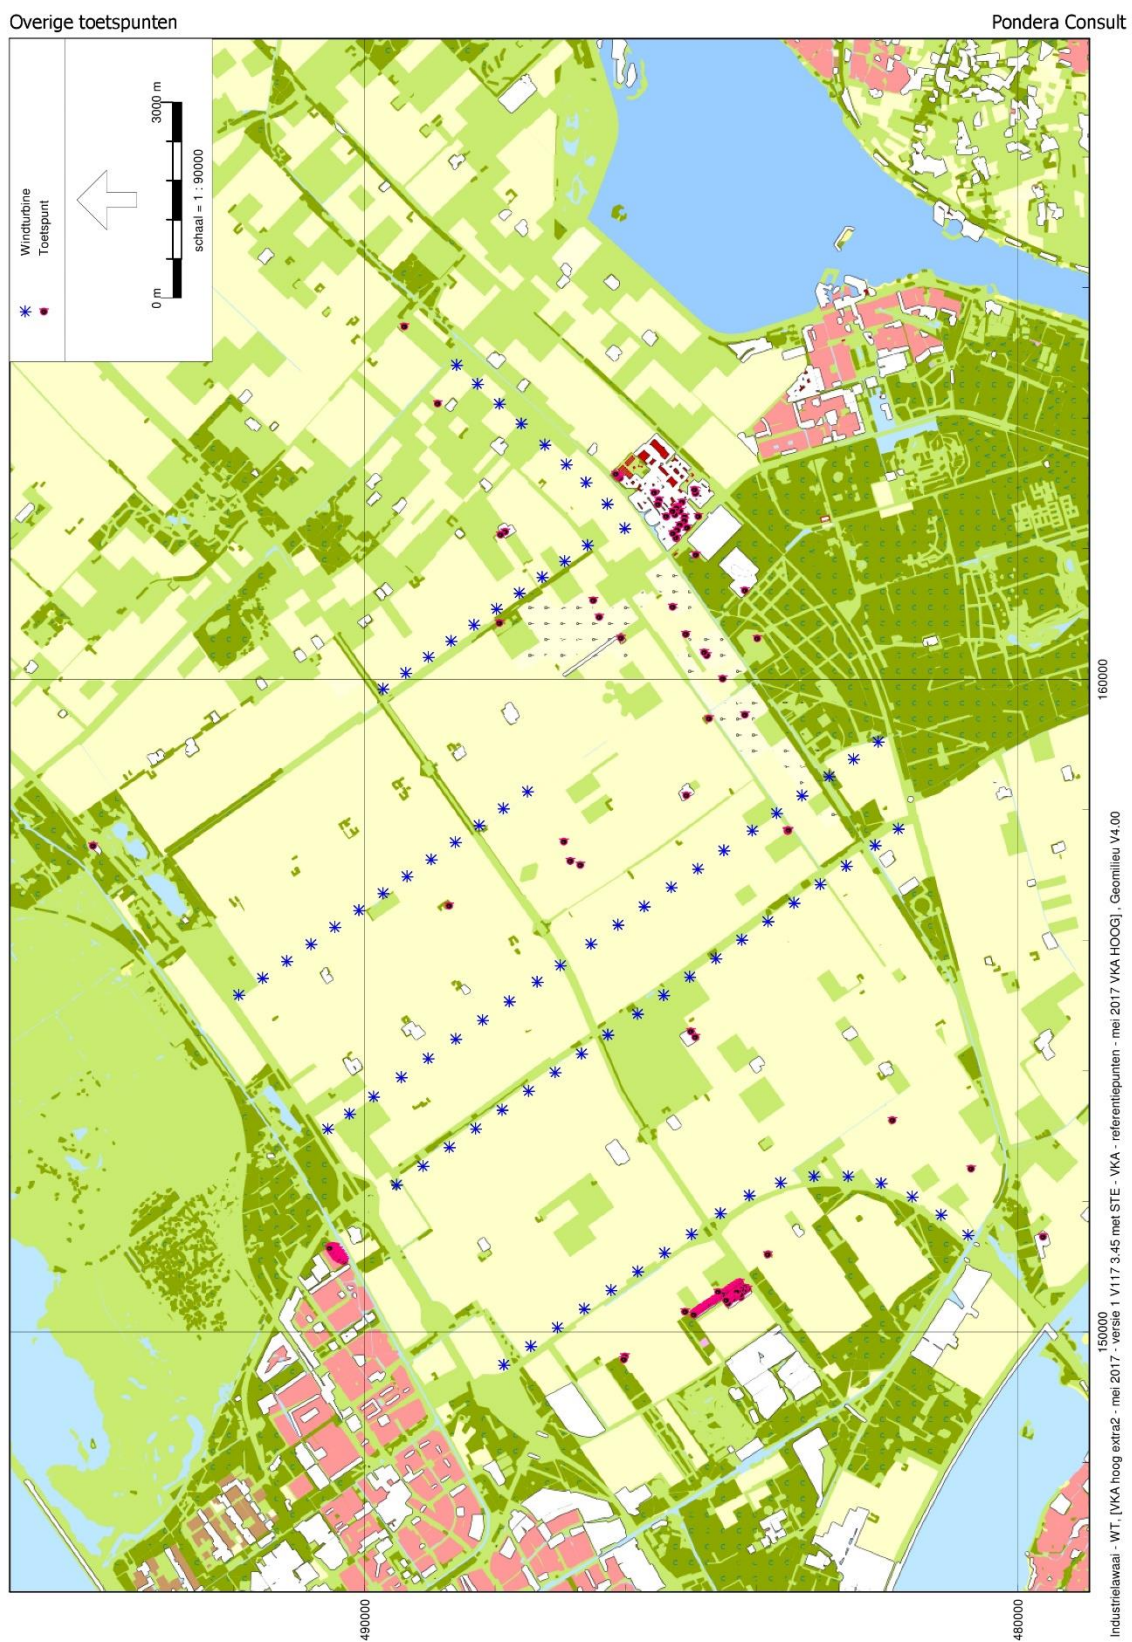 Overige toetspunten
Pondera Consult
Windturbine
Toetspunt
0 m
3000 m
schaal = 1 : 90000
160000
150000
490000
480000
Industrielawaai - WT, [VKA hoog extra2 - mei 2017 - versie 1 V117 3.45 met STE - VKA - referentiepunten - mei 2017 VKA HOOG] , Geomilieu V4.00